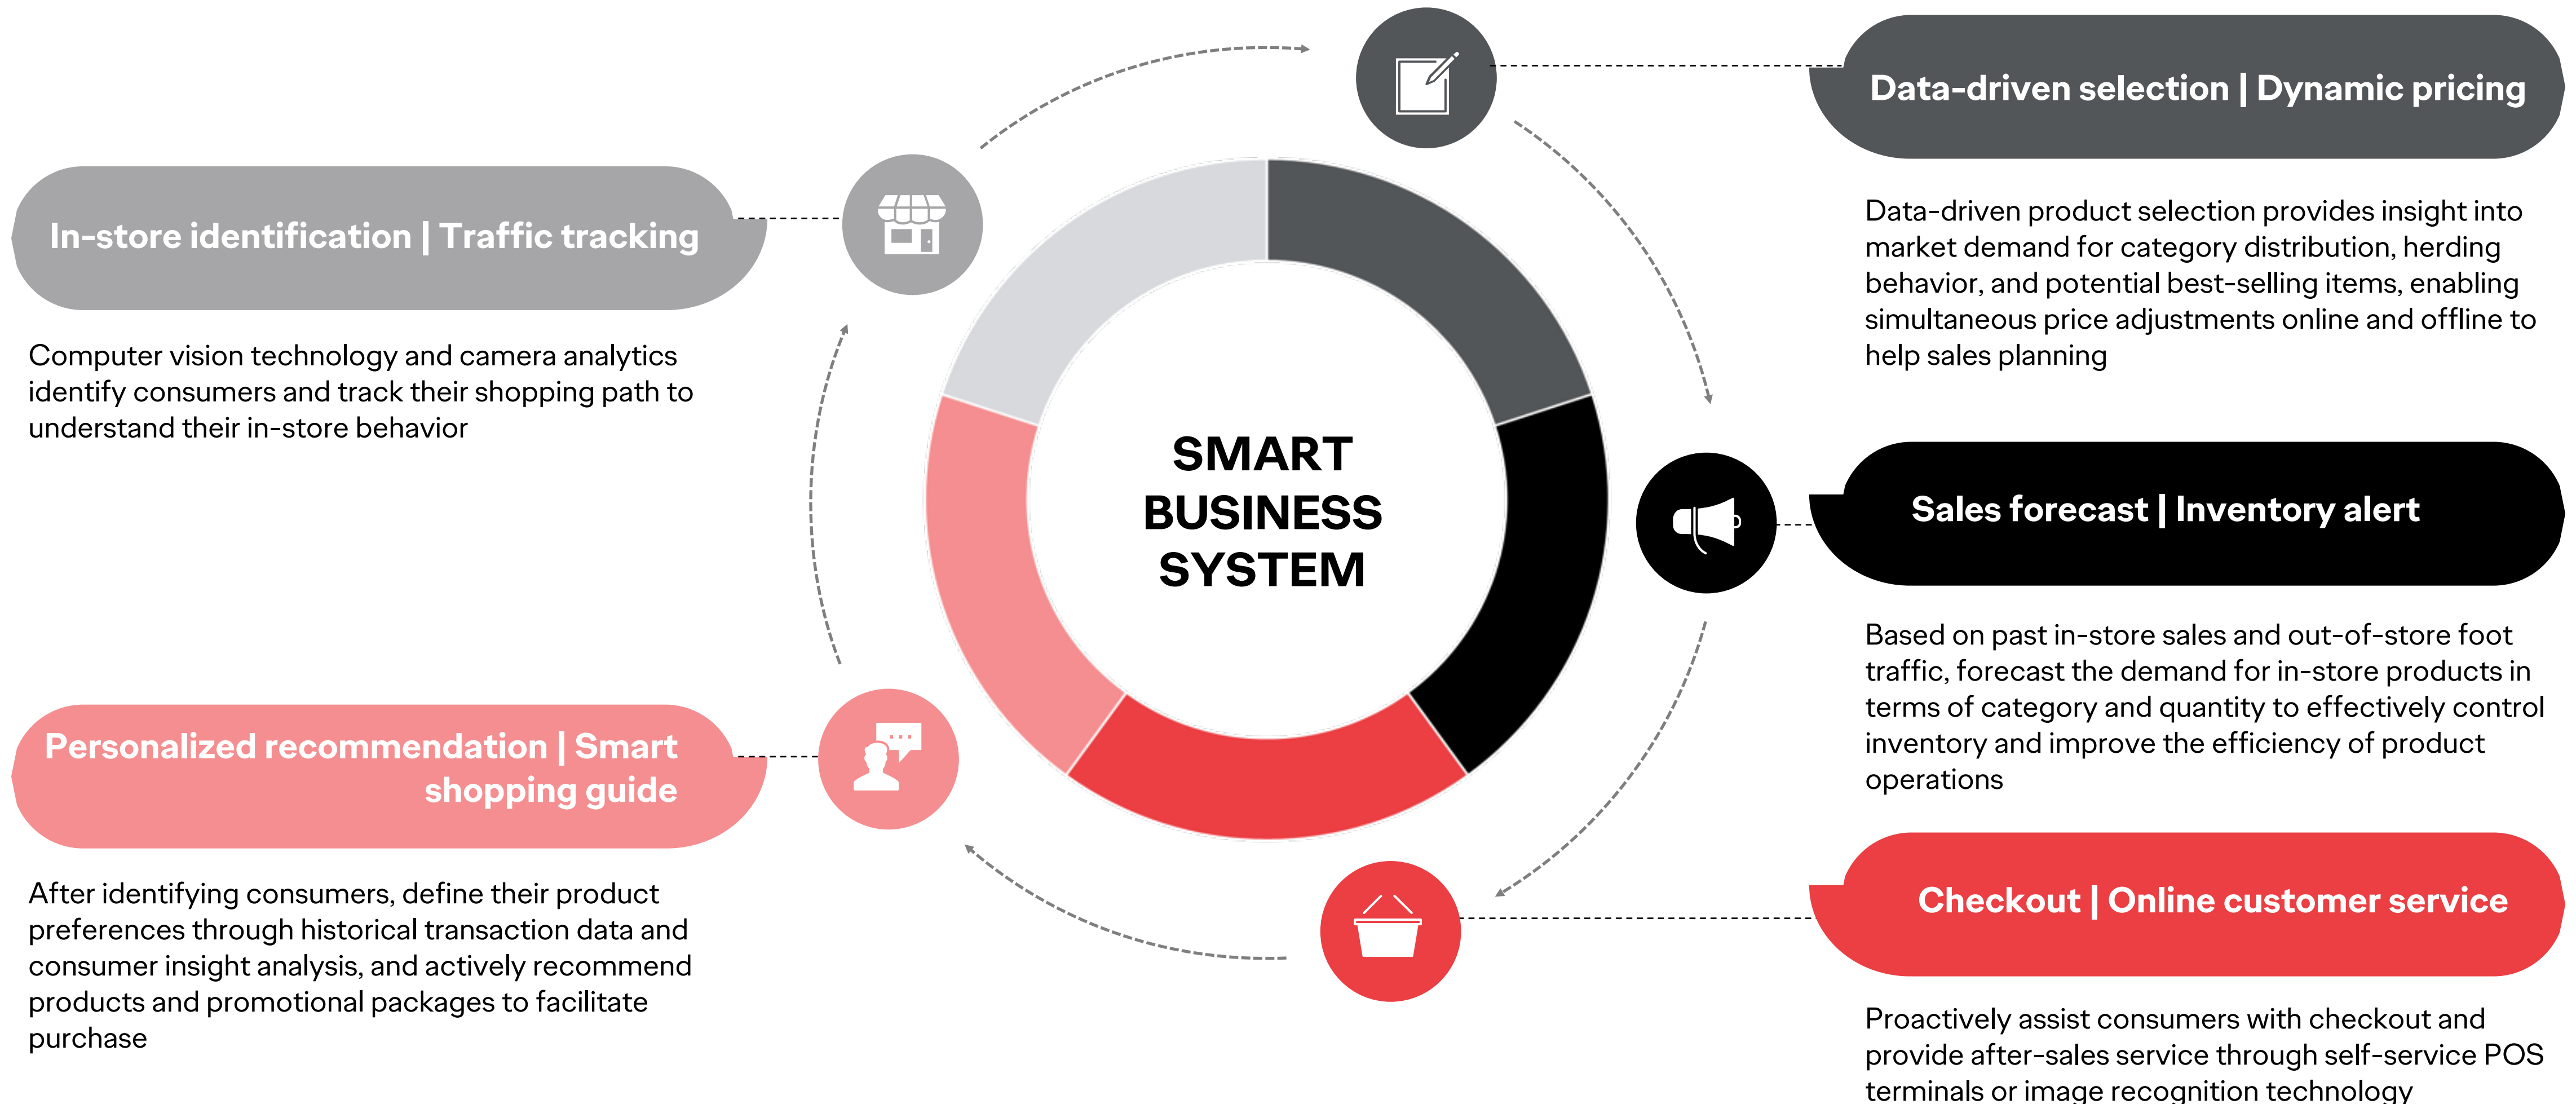 Data-driven selection | Dynamic pricing
Data-driven product selection provides insight into
market demand for category distribution, herding
behavior, and potential best-selling items, enabling
simultaneous price adjustments online and offline to
help sales planning
In-store identification | Traffic tracking
Computer vision technology and camera analytics
identify consumers and track their shopping path to
understand their in-store behavior
SMART
BUSINESS
SYSTEM
Sales forecast | Inventory alert
Based on past in-store sales and out-of-store foot
traffic, forecast the demand for in-store products in
terms of category and quantity to effectively control
inventory and improve the efficiency of product
operations
Personalized recommendation | Smart
shopping guide
After identifying consumers, define their product
preferences through historical transaction data and
consumer insight analysis, and actively recommend
products and promotional packages to facilitate
purchase
Checkout | Online customer service
Proactively assist consumers with checkout and
provide after-sales service through self-service POS
terminals or image recognition technology